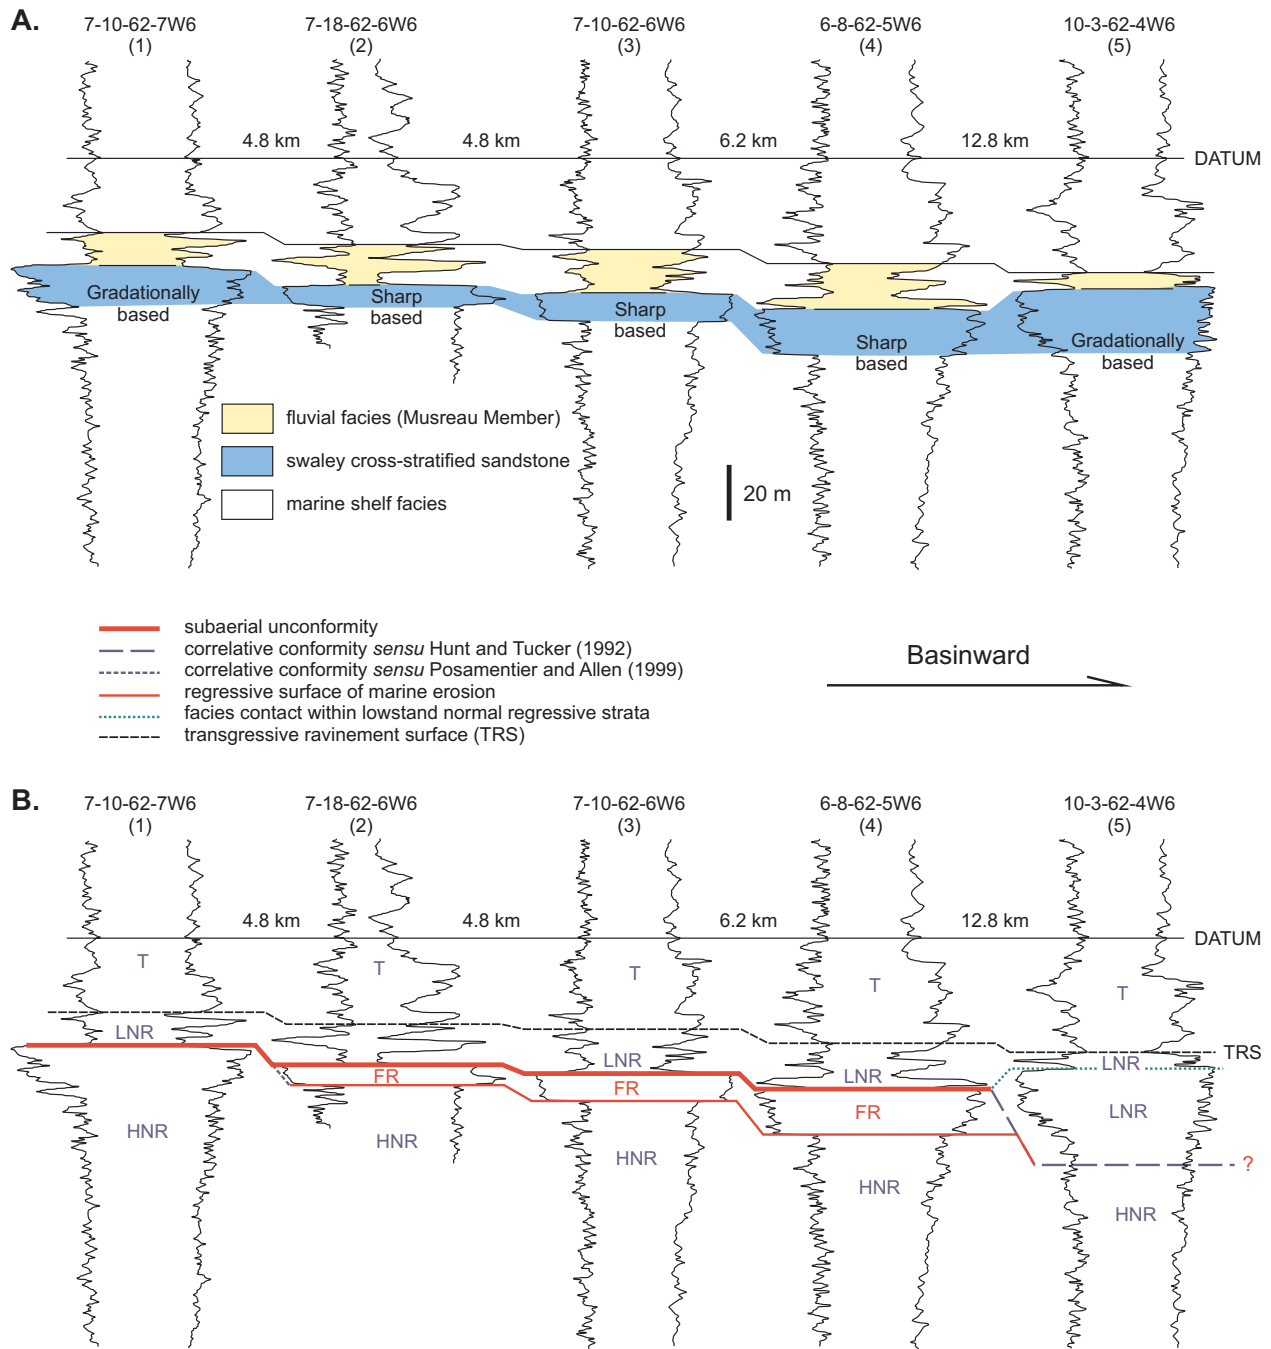 A.
7-10-62-7W6 7-18-62-6W6 7-10-62-6W6 6-8-62-5W6 10-3-62-4W6
(1) (2) (3) (4) (5)
4.8 km 4.8 km 6.2 km 12.8 km
DATUM
Gradationally based
Sharp based
Sharp based
Sharp based
Gradationally based
fluvial facies (Musreau Member)
swaley cross-stratified sandstone
marine shelf facies
20 m
subaerial unconformity
correlative conformity sensu Hunt and Tucker (1992)
correlative conformity sensu Posamentier and Allen (1999)
regressive surface of marine erosion
facies contact within lowstand normal regressive strata
transgressive ravinement surface (TRS)
Basinward
B.
7-10-62-7W6 7-18-62-6W6 7-10-62-6W6 6-8-62-5W6 10-3-62-4W6
(1) (2) (3) (4) (5)
4.8 km 4.8 km 6.2 km 12.8 km
DATUM
T T T T T
LNR LNR LNR LNR TRS
FR FR FR LNR
HNR HNR HNR HNR HNR
?